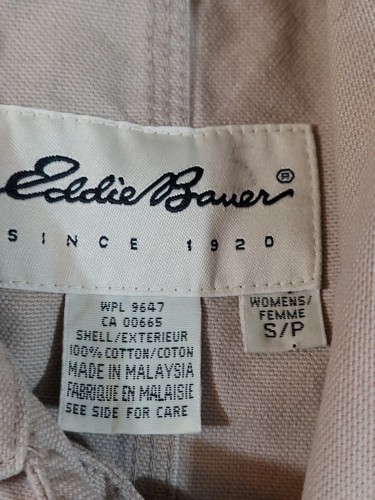 Eddie Bauer ®
SINCE 1920
WPL 9647
CA 00665
SHELL/EXTERIEUR
100% COTTON/COTON
MADE IN MALAYSIA
FABRIQUE EN MALAISIE
SEE SIDE FOR CARE
WOMENS/
FEMME
S/P